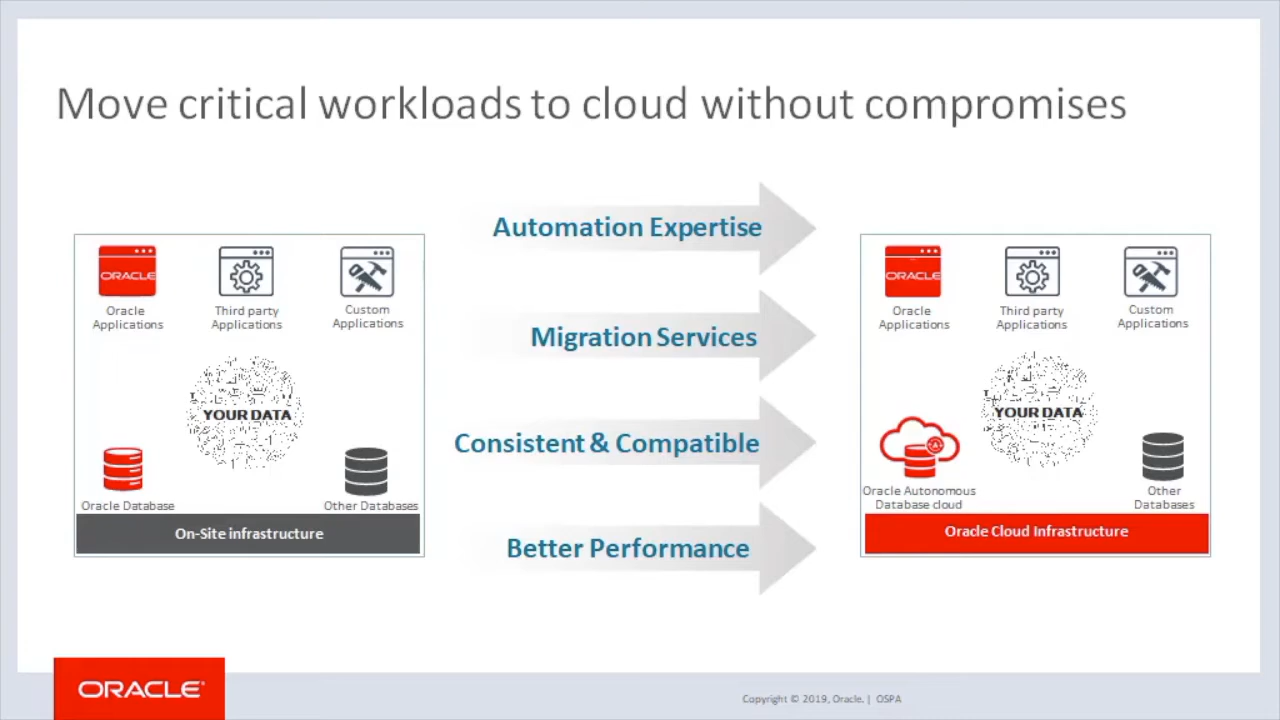 Move critical workloads to cloud without compromises
ORACLE
Oracle
Applications
Third party
Applications
Custom
Applications
YOUR DATA
Oracle Database
Other Databases
On-Site infrastructure
Automation Expertise
Migration Services
Consistent & Compatible
Better Performance
ORACLE
Oracle
Applications
Third party
Applications
Custom
Applications
YOUR DATA
Oracle Autonomous
Database cloud
Other
Databases
Oracle Cloud Infrastructure
ORACLE®
Copyright © 2019, Oracle. | OSPA